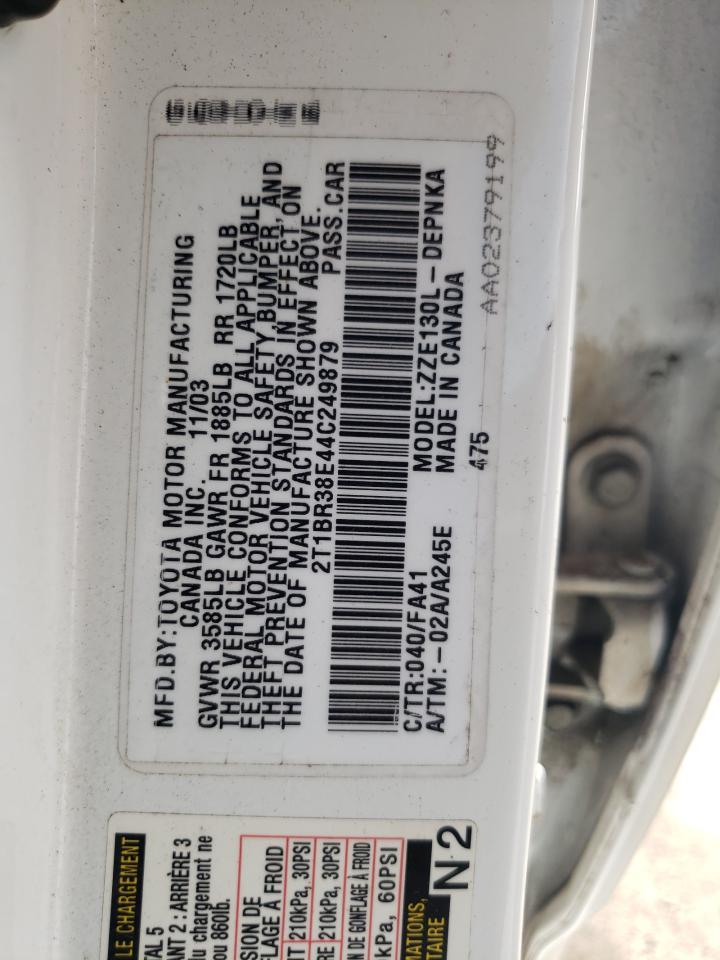 MFD.BY:TOYOTA MOTOR MANUFACTURING
CANADA INC. 11/03
GVWR 3585LB GAWR FR 1885LB RR 1720LB
THIS VEHICLE CONFORMS TO ALL APPLICABLE
FEDERAL MOTOR VEHICLE SAFETY, BUMPER, AND
THEFT PREVENTION STANDARDS IN EFFECT ON
THE DATE OF MANUFACTURE SHOWN ABOVE.
2T1BR38E44C249879 PASS.CAR
C/TR:040/FA41 MODEL:ZZE130L-DEPNKA
A/TM:-02A/A245E MADE IN CANADA
475
AA02379199
LE CHARGEMENT
TAL 5
ANT 2 : ARRIÈRE 3
du chargement ne
ou 860lb.
SION DE
FLAGE À FROID
210kPa, 30PSI
210kPa, 30PSI
N DE GONFLAGE À FROID
kPa, 60PSI
MATIONS,
TAIRE
N2